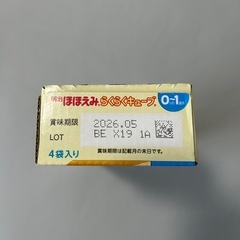 明治ほほえみ らくらくキューブ 0~1歳
賞味期限 2026.05
LOT BE X19 1A
4袋入り
賞味期限は記載月の末日です。